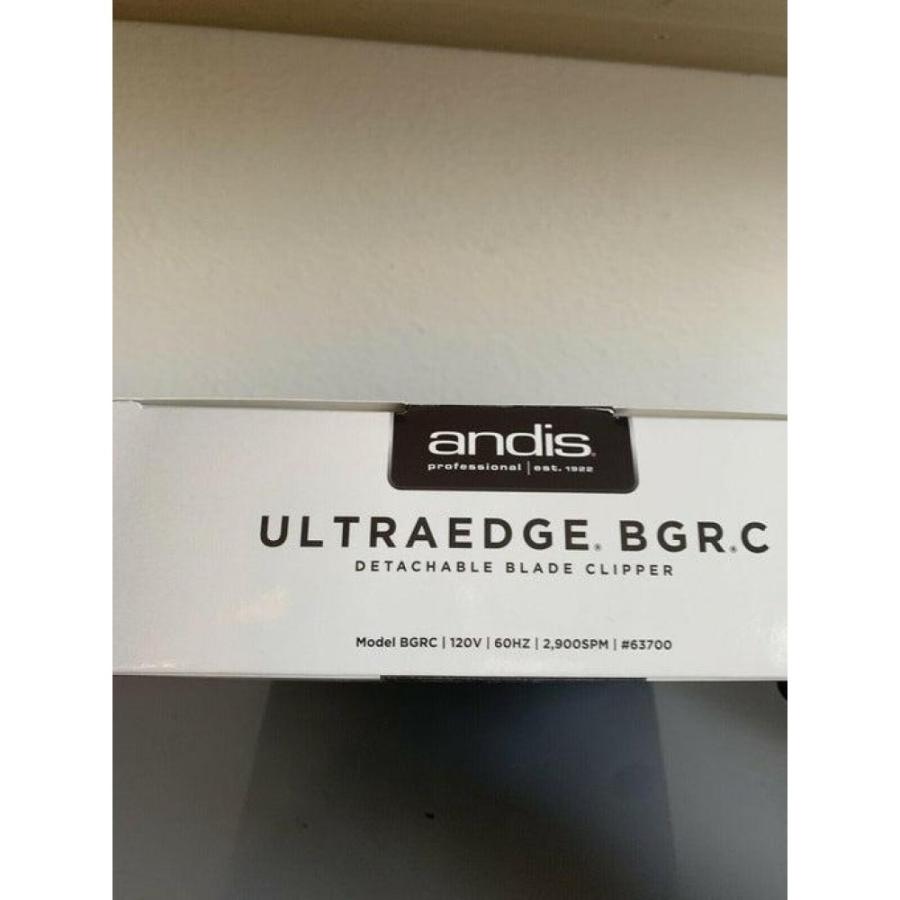 andis
professional | est. 1922
ULTRAEDGE® BGR®C
DETACHABLE BLADE CLIPPER
Model BGRC | 120V | 60HZ | 2,900SPM | #63700